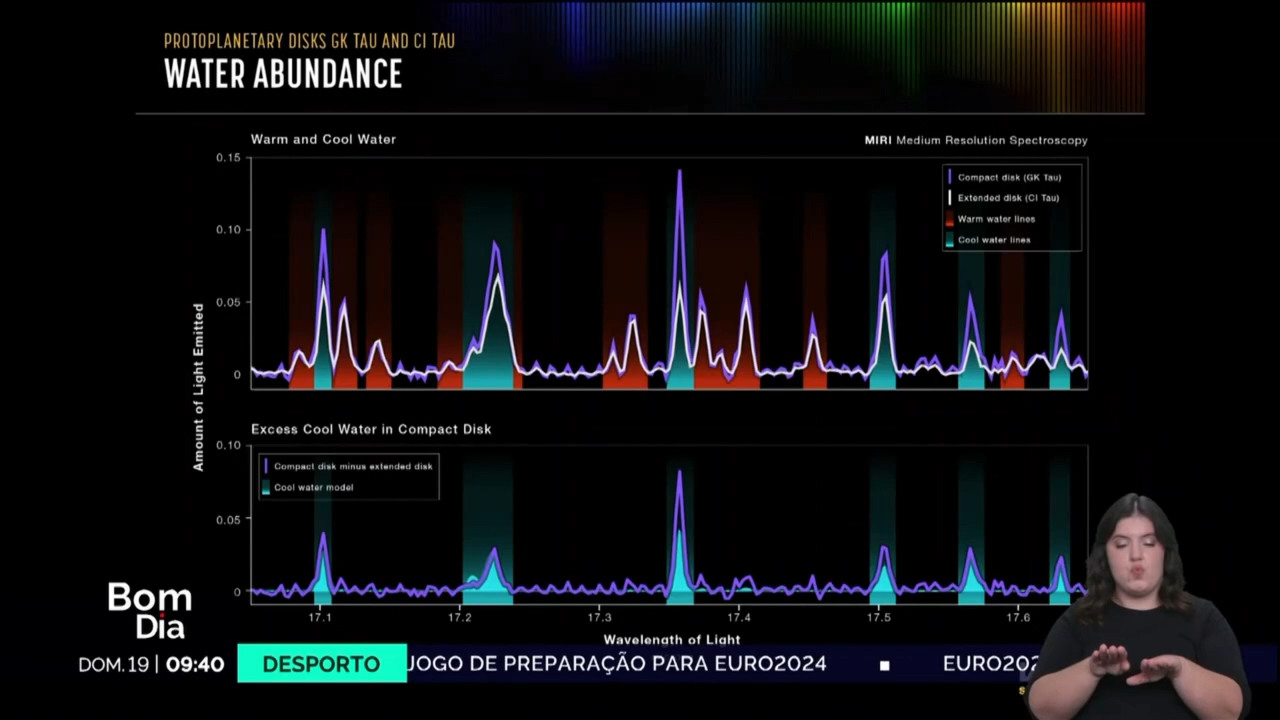 PROTOPLANETARY DISKS GK TAU AND CI TAU
WATER ABUNDANCE
Warm and Cool Water
MIRI Medium Resolution Spectroscopy
0.15
0.10
0.05
0
Compact disk (GK Tau)
Extended disk (CI Tau)
Warm water lines
Cool water lines
Amount of Light Emitted
Excess Cool Water in Compact Disk
0.10
0.05
0
Compact disk minus extended disk
Cool water model
17.1 17.2 17.3 17.4 17.5 17.6
Wavelength of Light
Bom
Dia
DOM.19 | 09:40
DESPORTO
JOGO DE PREPARAÇÃO PARA EURO2024 ■ EURO202